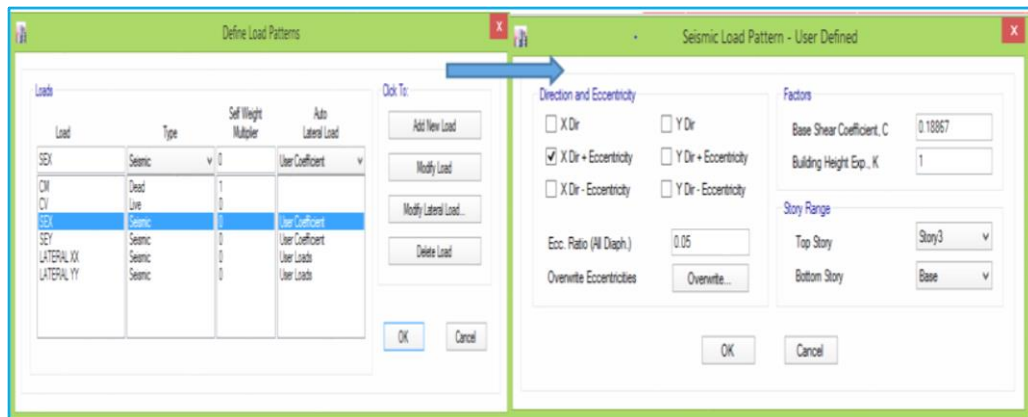 Define Load Patterns
x
Loads
Click To:
Load
Type
Self Weight
Multiplier
Auto
Lateral Load
SEX
Seismic
0
User Coefficient
CM
Dead
1
CV
Live
0
SEX
Seismic
0
User Coefficient
SEY
Seismic
0
User Coefficient
LATERAL XX
Seismic
0
User Loads
LATERAL YY
Seismic
0
User Loads
Add New Load
Modify Load
Modify Lateral Load...
Delete Load
OK
Cancel
Seismic Load Pattern - User Defined
x
Direction and Eccentricity
X Dir
Y Dir
X Dir + Eccentricity
Y Dir + Eccentricity
X Dir - Eccentricity
Y Dir - Eccentricity
Ecc. Ratio (All Diaph.)
0.05
Overwrite Eccentricities
Overwrite...
Factors
Base Shear Coefficient, C
0.18867
Building Height Exp., K
1
Story Range
Top Story
Story3
Bottom Story
Base
OK
Cancel